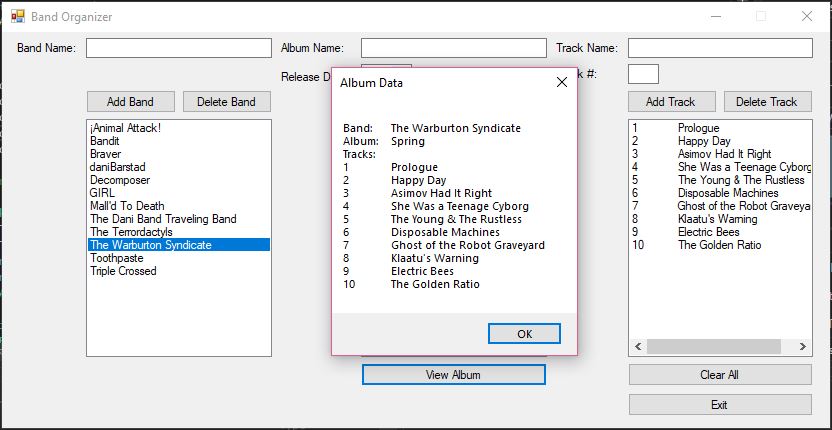 Band Organizer
Band Name:
Album Name:
Track Name:
Release D
k #:
Add Band
Delete Band
Add Track
Delete Track
¡Animal Attack!
Bandit
Braver
daniBarstad
Decomposer
GIRL
Mall'd To Death
The Dani Band Traveling Band
The Terrordactyls
The Warburton Syndicate
Toothpaste
Triple Crossed
Album Data
Band: The Warburton Syndicate
Album: Spring
Tracks:
1 Prologue
2 Happy Day
3 Asimov Had It Right
4 She Was a Teenage Cyborg
5 The Young & The Rustless
6 Disposable Machines
7 Ghost of the Robot Graveyard
8 Klaatu's Warning
9 Electric Bees
10 The Golden Ratio
OK
View Album
1 Prologue
2 Happy Day
3 Asimov Had It Right
4 She Was a Teenage Cyborg
5 The Young & The Rustless
6 Disposable Machines
7 Ghost of the Robot Graveya
8 Klaatu's Warning
9 Electric Bees
10 The Golden Ratio
Clear All
Exit